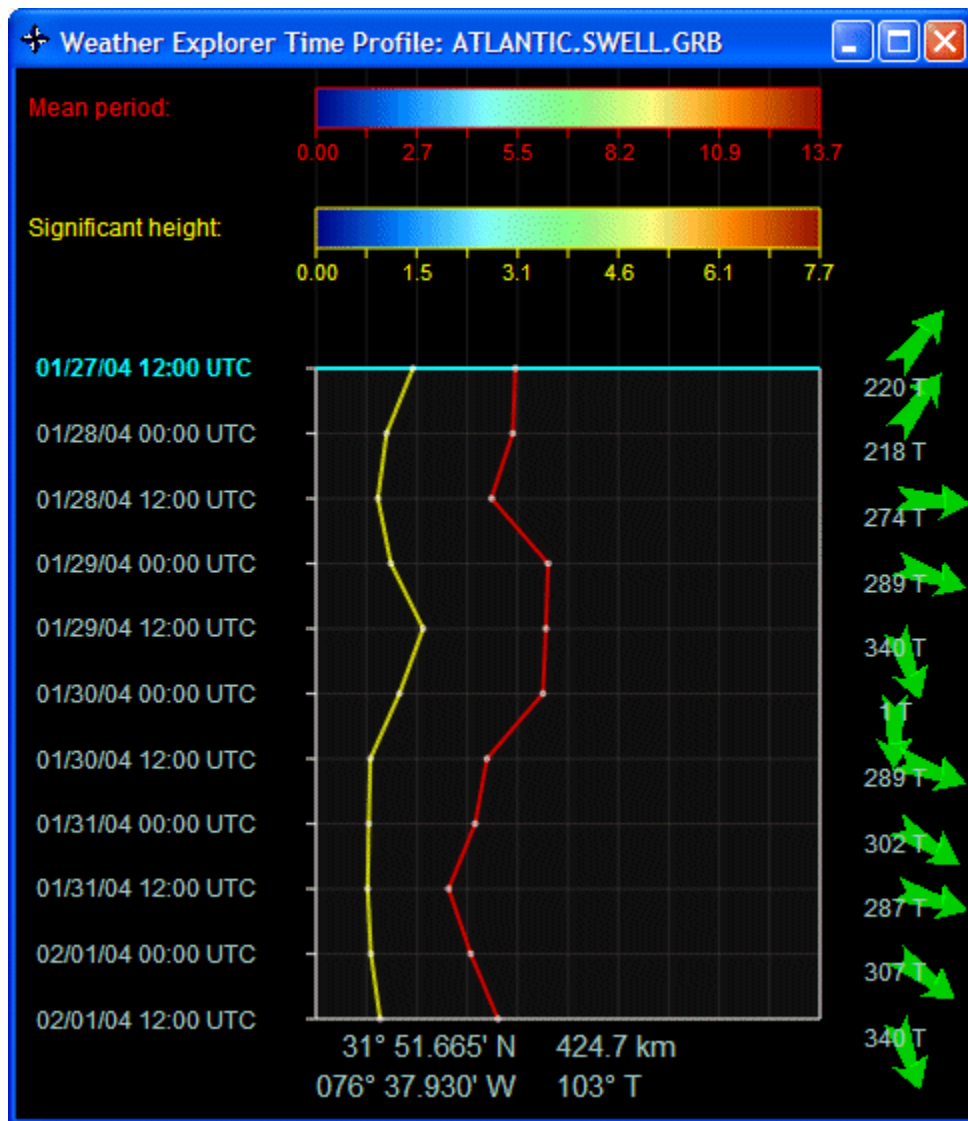 Weather Explorer Time Profile: ATLANTIC.SWELL.GRB
Mean period:
0.00 2.7 5.5 8.2 10.9 13.7
Significant height:
0.00 1.5 3.1 4.6 6.1 7.7
01/27/04 12:00 UTC
220 T
01/28/04 00:00 UTC
218 T
01/28/04 12:00 UTC
274 T
01/29/04 00:00 UTC
289 T
01/29/04 12:00 UTC
340 T
01/30/04 00:00 UTC
1 T
01/30/04 12:00 UTC
289 T
01/31/04 00:00 UTC
302 T
01/31/04 12:00 UTC
287 T
02/01/04 00:00 UTC
307 T
02/01/04 12:00 UTC
340 T
31° 51.665' N 424.7 km
076° 37.930' W 103° T